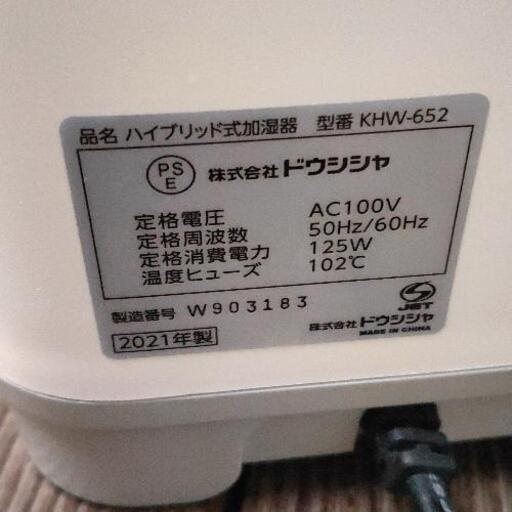 品名 ハイブリッド式加湿器 型番 KHW-652
PS
E
株式会社ドウシシャ
定格電圧 AC100V
定格周波数 50Hz/60Hz
定格消費電力 125W
温度ヒューズ 102℃
製造番号 W903183
JET
2021年製
株式会社ドウシシャ
MADE IN CHINA